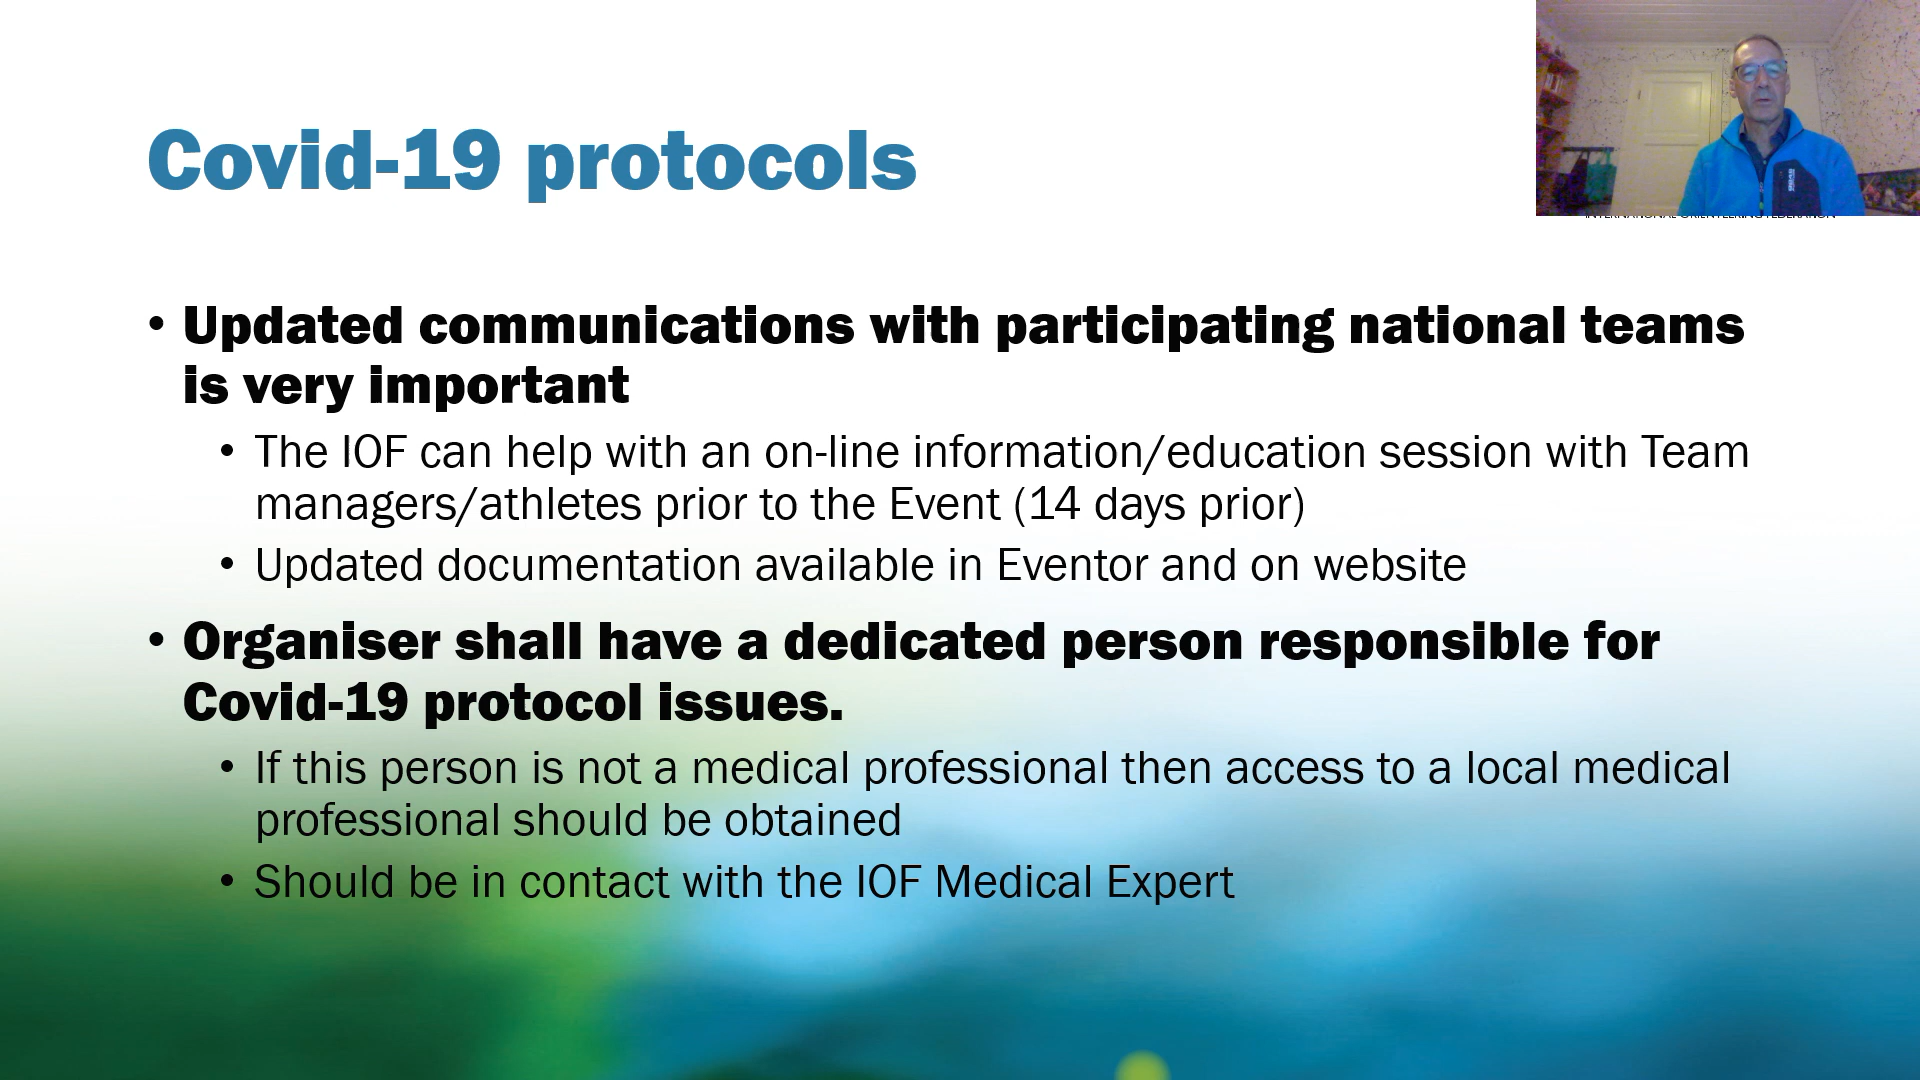 Covid-19 protocols
INTERNATIONAL ORIENTEERING FEDERATION
• Updated communications with participating national teams
is very important
• The IOF can help with an on-line information/education session with Team
managers/athletes prior to the Event (14 days prior)
• Updated documentation available in Eventor and on website
• Organiser shall have a dedicated person responsible for
Covid-19 protocol issues.
• If this person is not a medical professional then access to a local medical
professional should be obtained
• Should be in contact with the IOF Medical Expert